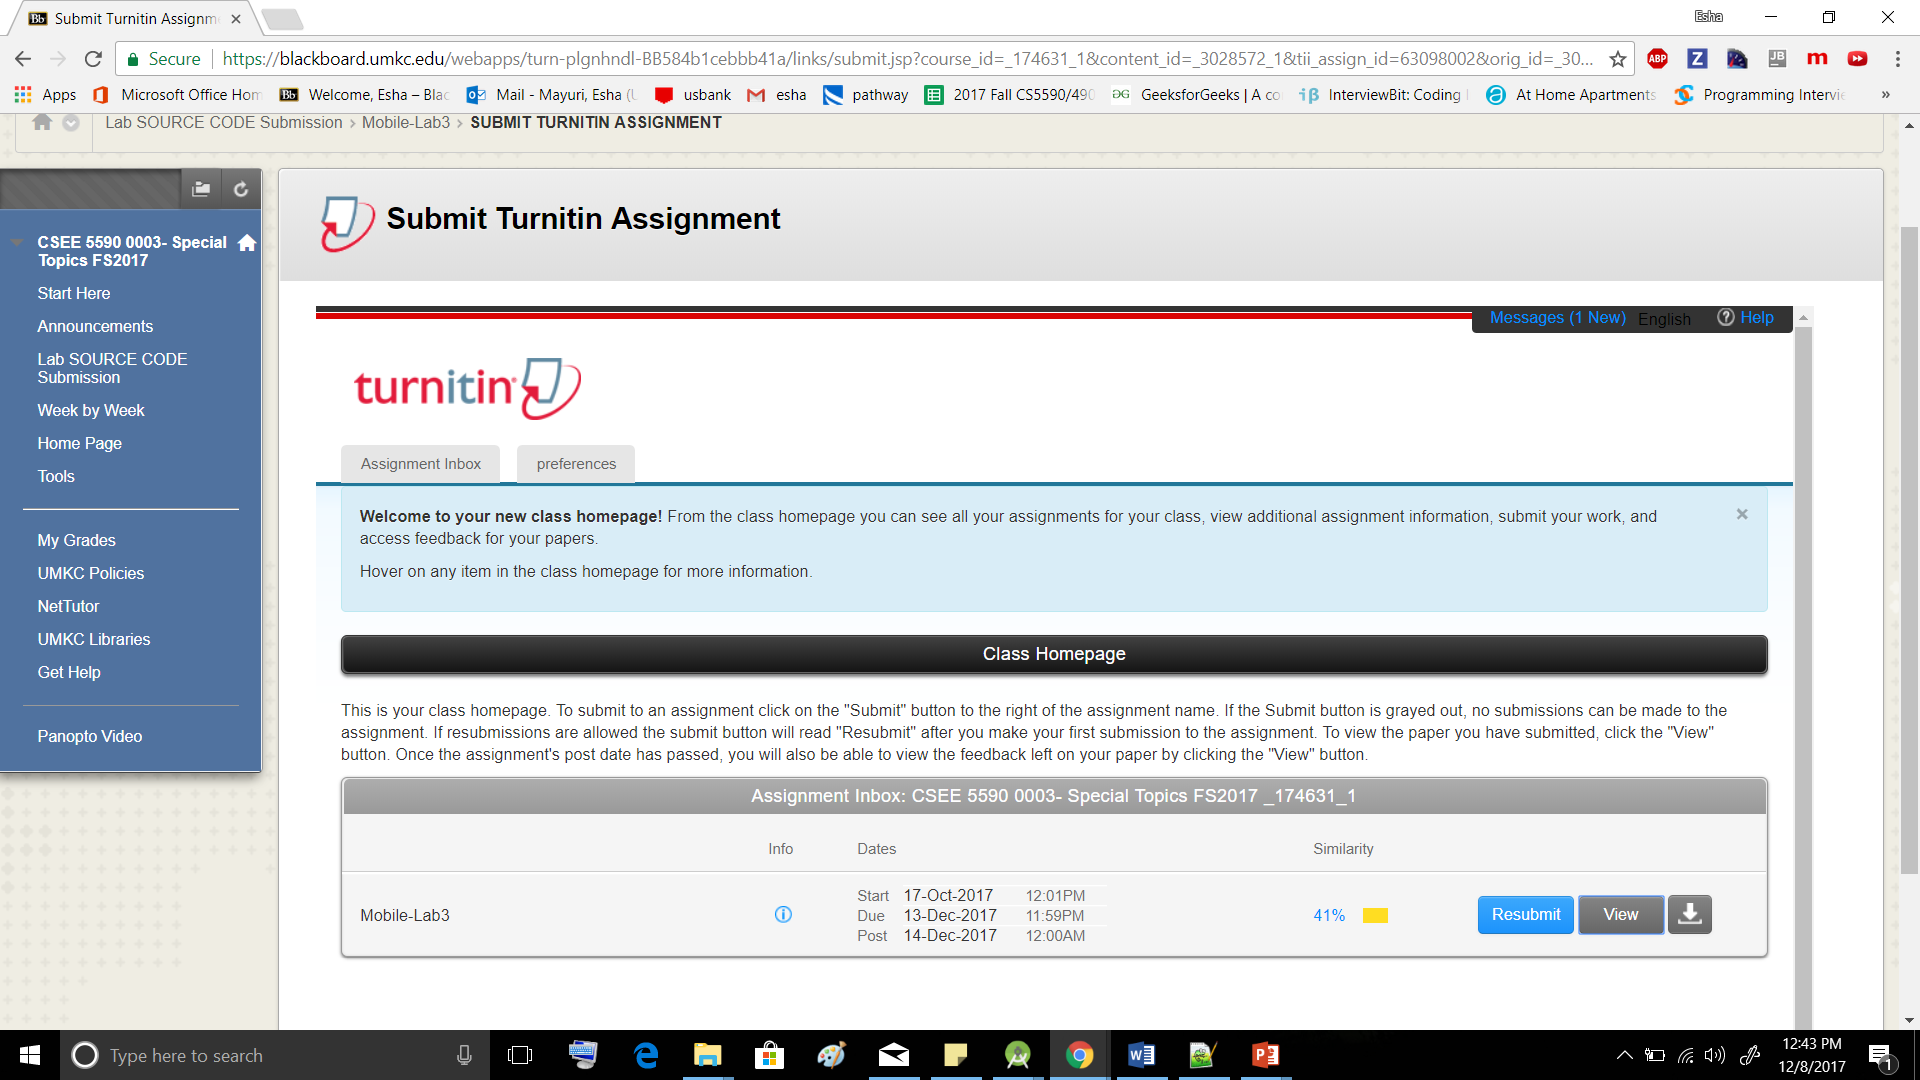 Submit Turnitin Assignm
Esha
Secure
https://blackboard.umkc.edu/webapps/turn-plgnhndl-BB584b1cebbb41a/links/submit.jsp?course_id=_174631_1&content_id=_3028572_1&tii_assign_id=63098002&orig_id=_30...
Apps
Microsoft Office Hom
Welcome, Esha – Blac
Mail - Mayuri, Esha (
usbank
esha
pathway
2017 Fall CS5590/490
GeeksforGeeks | A co
InterviewBit: Coding
At Home Apartments
Programming Intervie
»
Lab SOURCE CODE Submission > Mobile-Lab3 > SUBMIT TURNITIN ASSIGNMENT
CSEE 5590 0003- Special
Topics FS2017
Start Here
Announcements
Lab SOURCE CODE
Submission
Week by Week
Home Page
Tools
My Grades
UMKC Policies
NetTutor
UMKC Libraries
Get Help
Panopto Video
Submit Turnitin Assignment
Messages (1 New)
English
Help
turnitin
Assignment Inbox
preferences
Welcome to your new class homepage! From the class homepage you can see all your assignments for your class, view additional assignment information, submit your work, and
access feedback for your papers.
Hover on any item in the class homepage for more information.
Class Homepage
This is your class homepage. To submit to an assignment click on the "Submit" button to the right of the assignment name. If the Submit button is grayed out, no submissions can be made to the
assignment. If resubmissions are allowed the submit button will read "Resubmit" after you make your first submission to the assignment. To view the paper you have submitted, click the "View"
button. Once the assignment's post date has passed, you will also be able to view the feedback left on your paper by clicking the "View" button.
Assignment Inbox: CSEE 5590 0003- Special Topics FS2017 _174631_1
Info
Dates
Similarity
Mobile-Lab3
Start 17-Oct-2017 12:01PM
Due 13-Dec-2017 11:59PM
Post 14-Dec-2017 12:00AM
41%
Resubmit
View
Type here to search
12:43 PM
12/8/2017
1